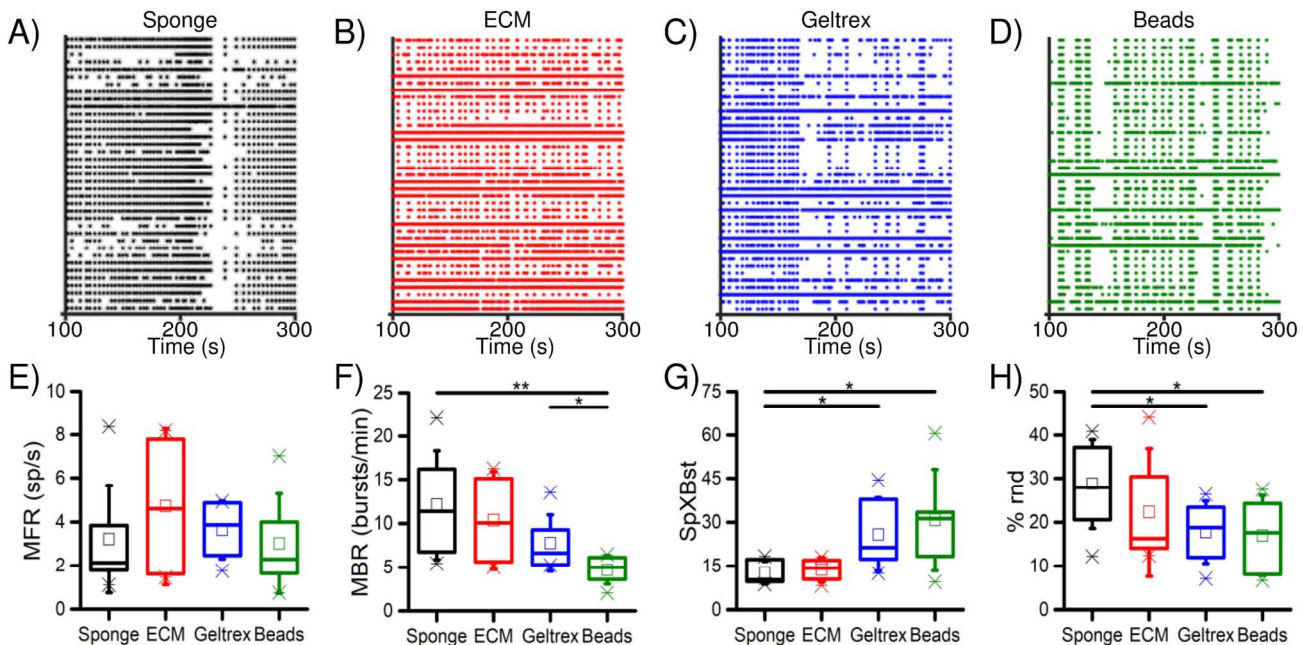 A) Sponge
B) ECM
C) Geltrex
D) Beads
100 200 300
Time (s)
100 200 300
Time (s)
100 200 300
Time (s)
100 200 300
Time (s)
E)
MFR (sp/s)
10
8
6
4
2
0
Sponge ECM Geltrex Beads
F)
MBR (bursts/min)
25
20
15
10
5
0
**
*
Sponge ECM Geltrex Beads
G)
SpXBst
75
60
45
30
15
0
*
*
Sponge ECM Geltrex Beads
H)
% rnd
50
40
30
20
10
0
*
*
Sponge ECM Geltrex Beads